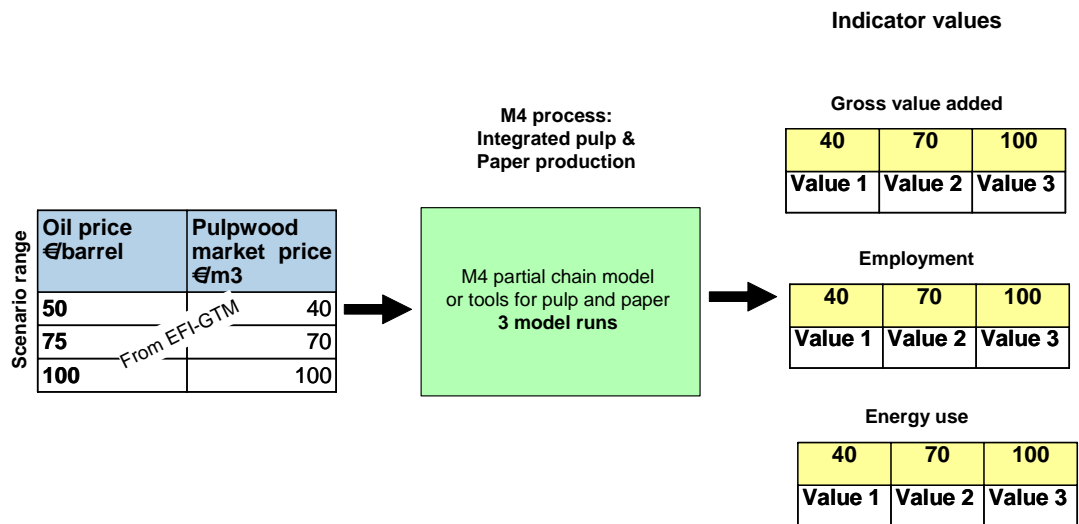 Indicator values
M4 process:
Integrated pulp &
Paper production
Scenario range
Oil price
€/barrel
Pulpwood
market price
€/m3
50
40
75
70
100
100
From EFI-GTM
M4 partial chain model
or tools for pulp and paper
3 model runs
Gross value added
40 70 100
Value 1 Value 2 Value 3
Employment
40 70 100
Value 1 Value 2 Value 3
Energy use
40 70 100
Value 1 Value 2 Value 3